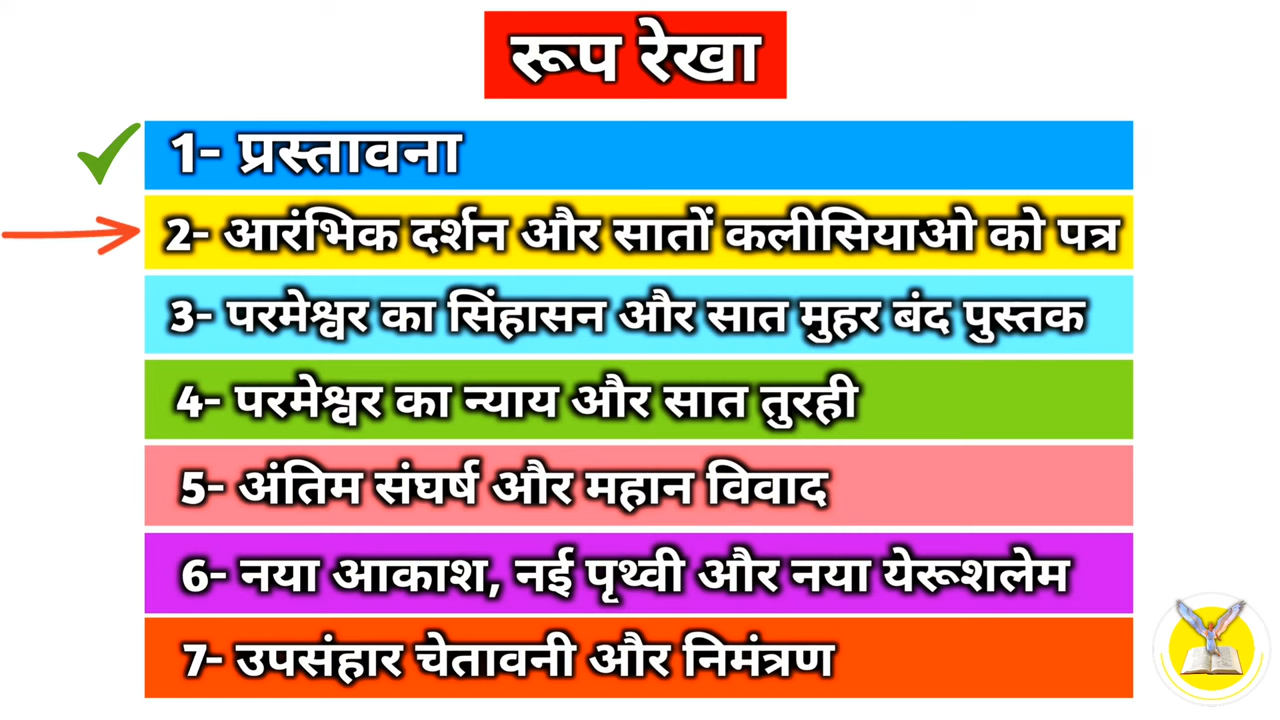 रूप रेखा
1- प्रस्तावना
2- आरंभिक दर्शन और सातों कलीसियाओ को पत्र
3- परमेश्वर का सिंहासन और सात मुहर बंद पुस्तक
4- परमेश्वर का न्याय और सात तुरही
5- अंतिम संघर्ष और महान विवाद
6- नया आकाश, नई पृथ्वी और नया येरूशलेम
7- उपसंहार चेतावनी और निमंत्रण